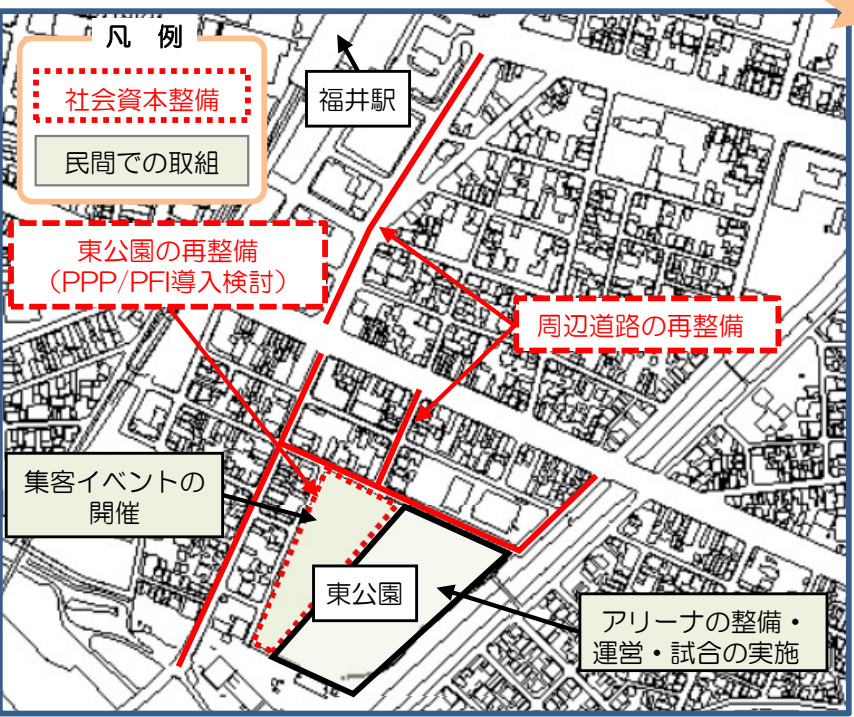 凡 例
社会資本整備
民間での取組
福井駅
東公園の再整備
（PPP/PFI導入検討）
周辺道路の再整備
集客イベントの
開催
東公園
アリーナの整備・
運営・試合の実施